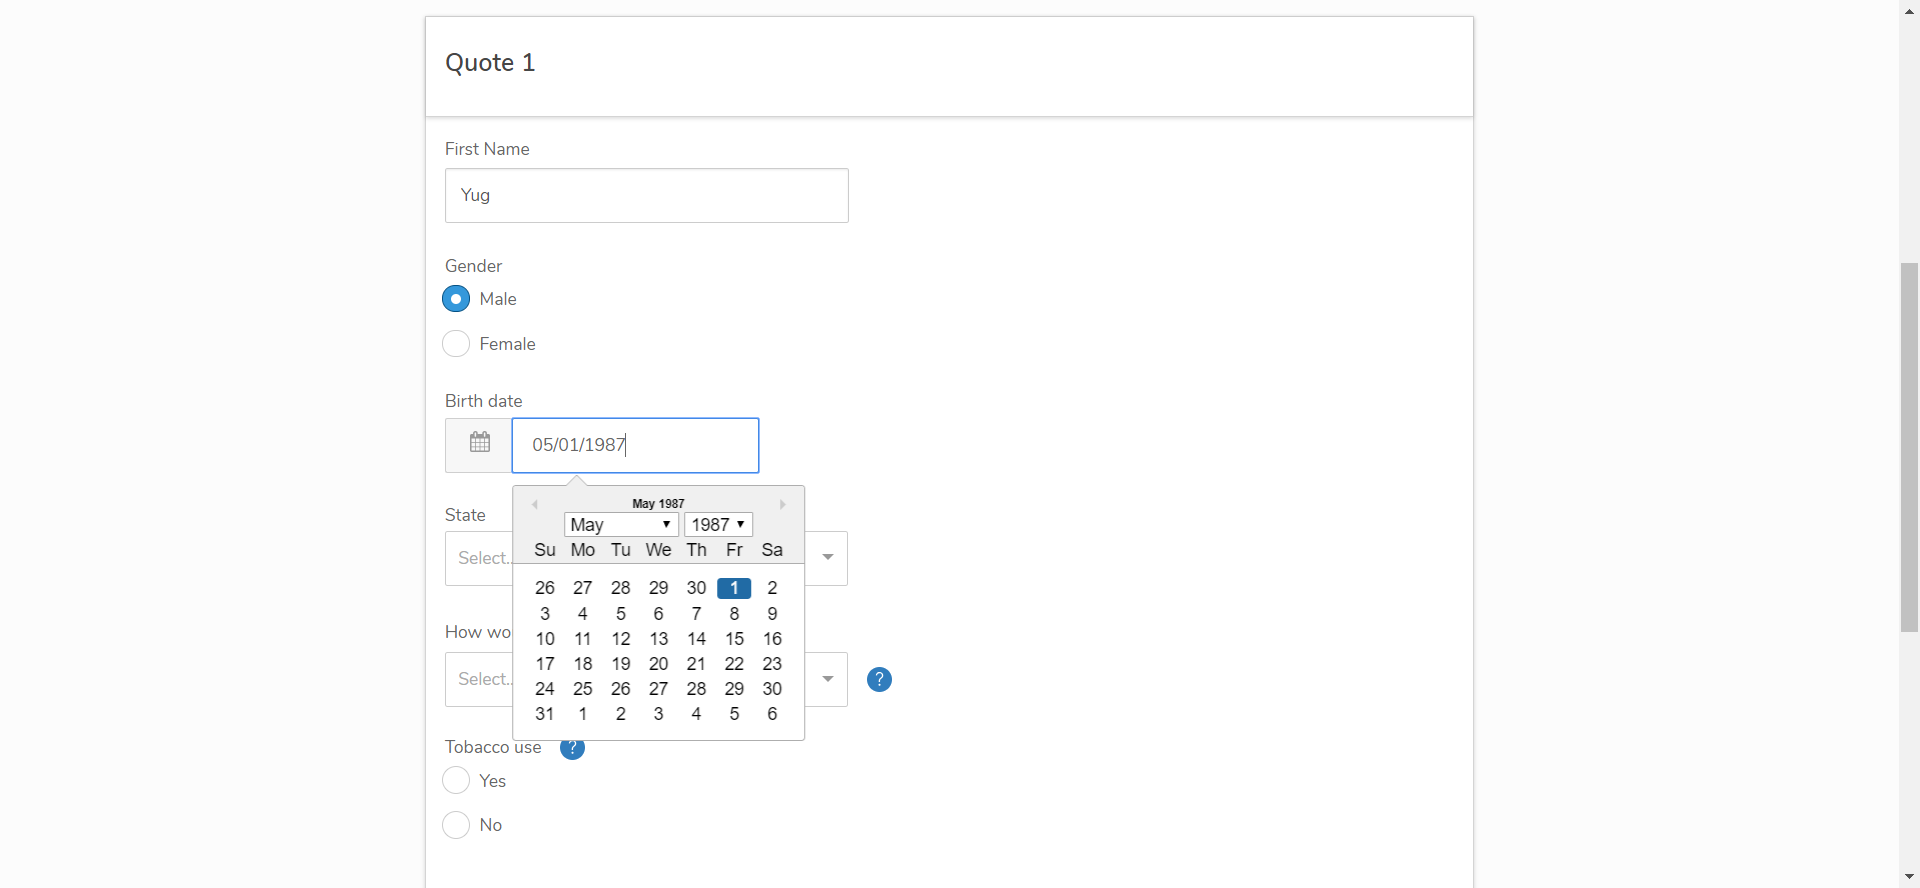 Quote 1
First Name
Yug
Gender
Male
Female
Birth date
05/01/1987
May 1987
May 1987
Su Mo Tu We Th Fr Sa
26 27 28 29 30 1 2
3 4 5 6 7 8 9
10 11 12 13 14 15 16
17 18 19 20 21 22 23
24 25 26 27 28 29 30
31 1 2 3 4 5 6
State
Select..
How wo
Select..
?
Tobacco use ?
Yes
No